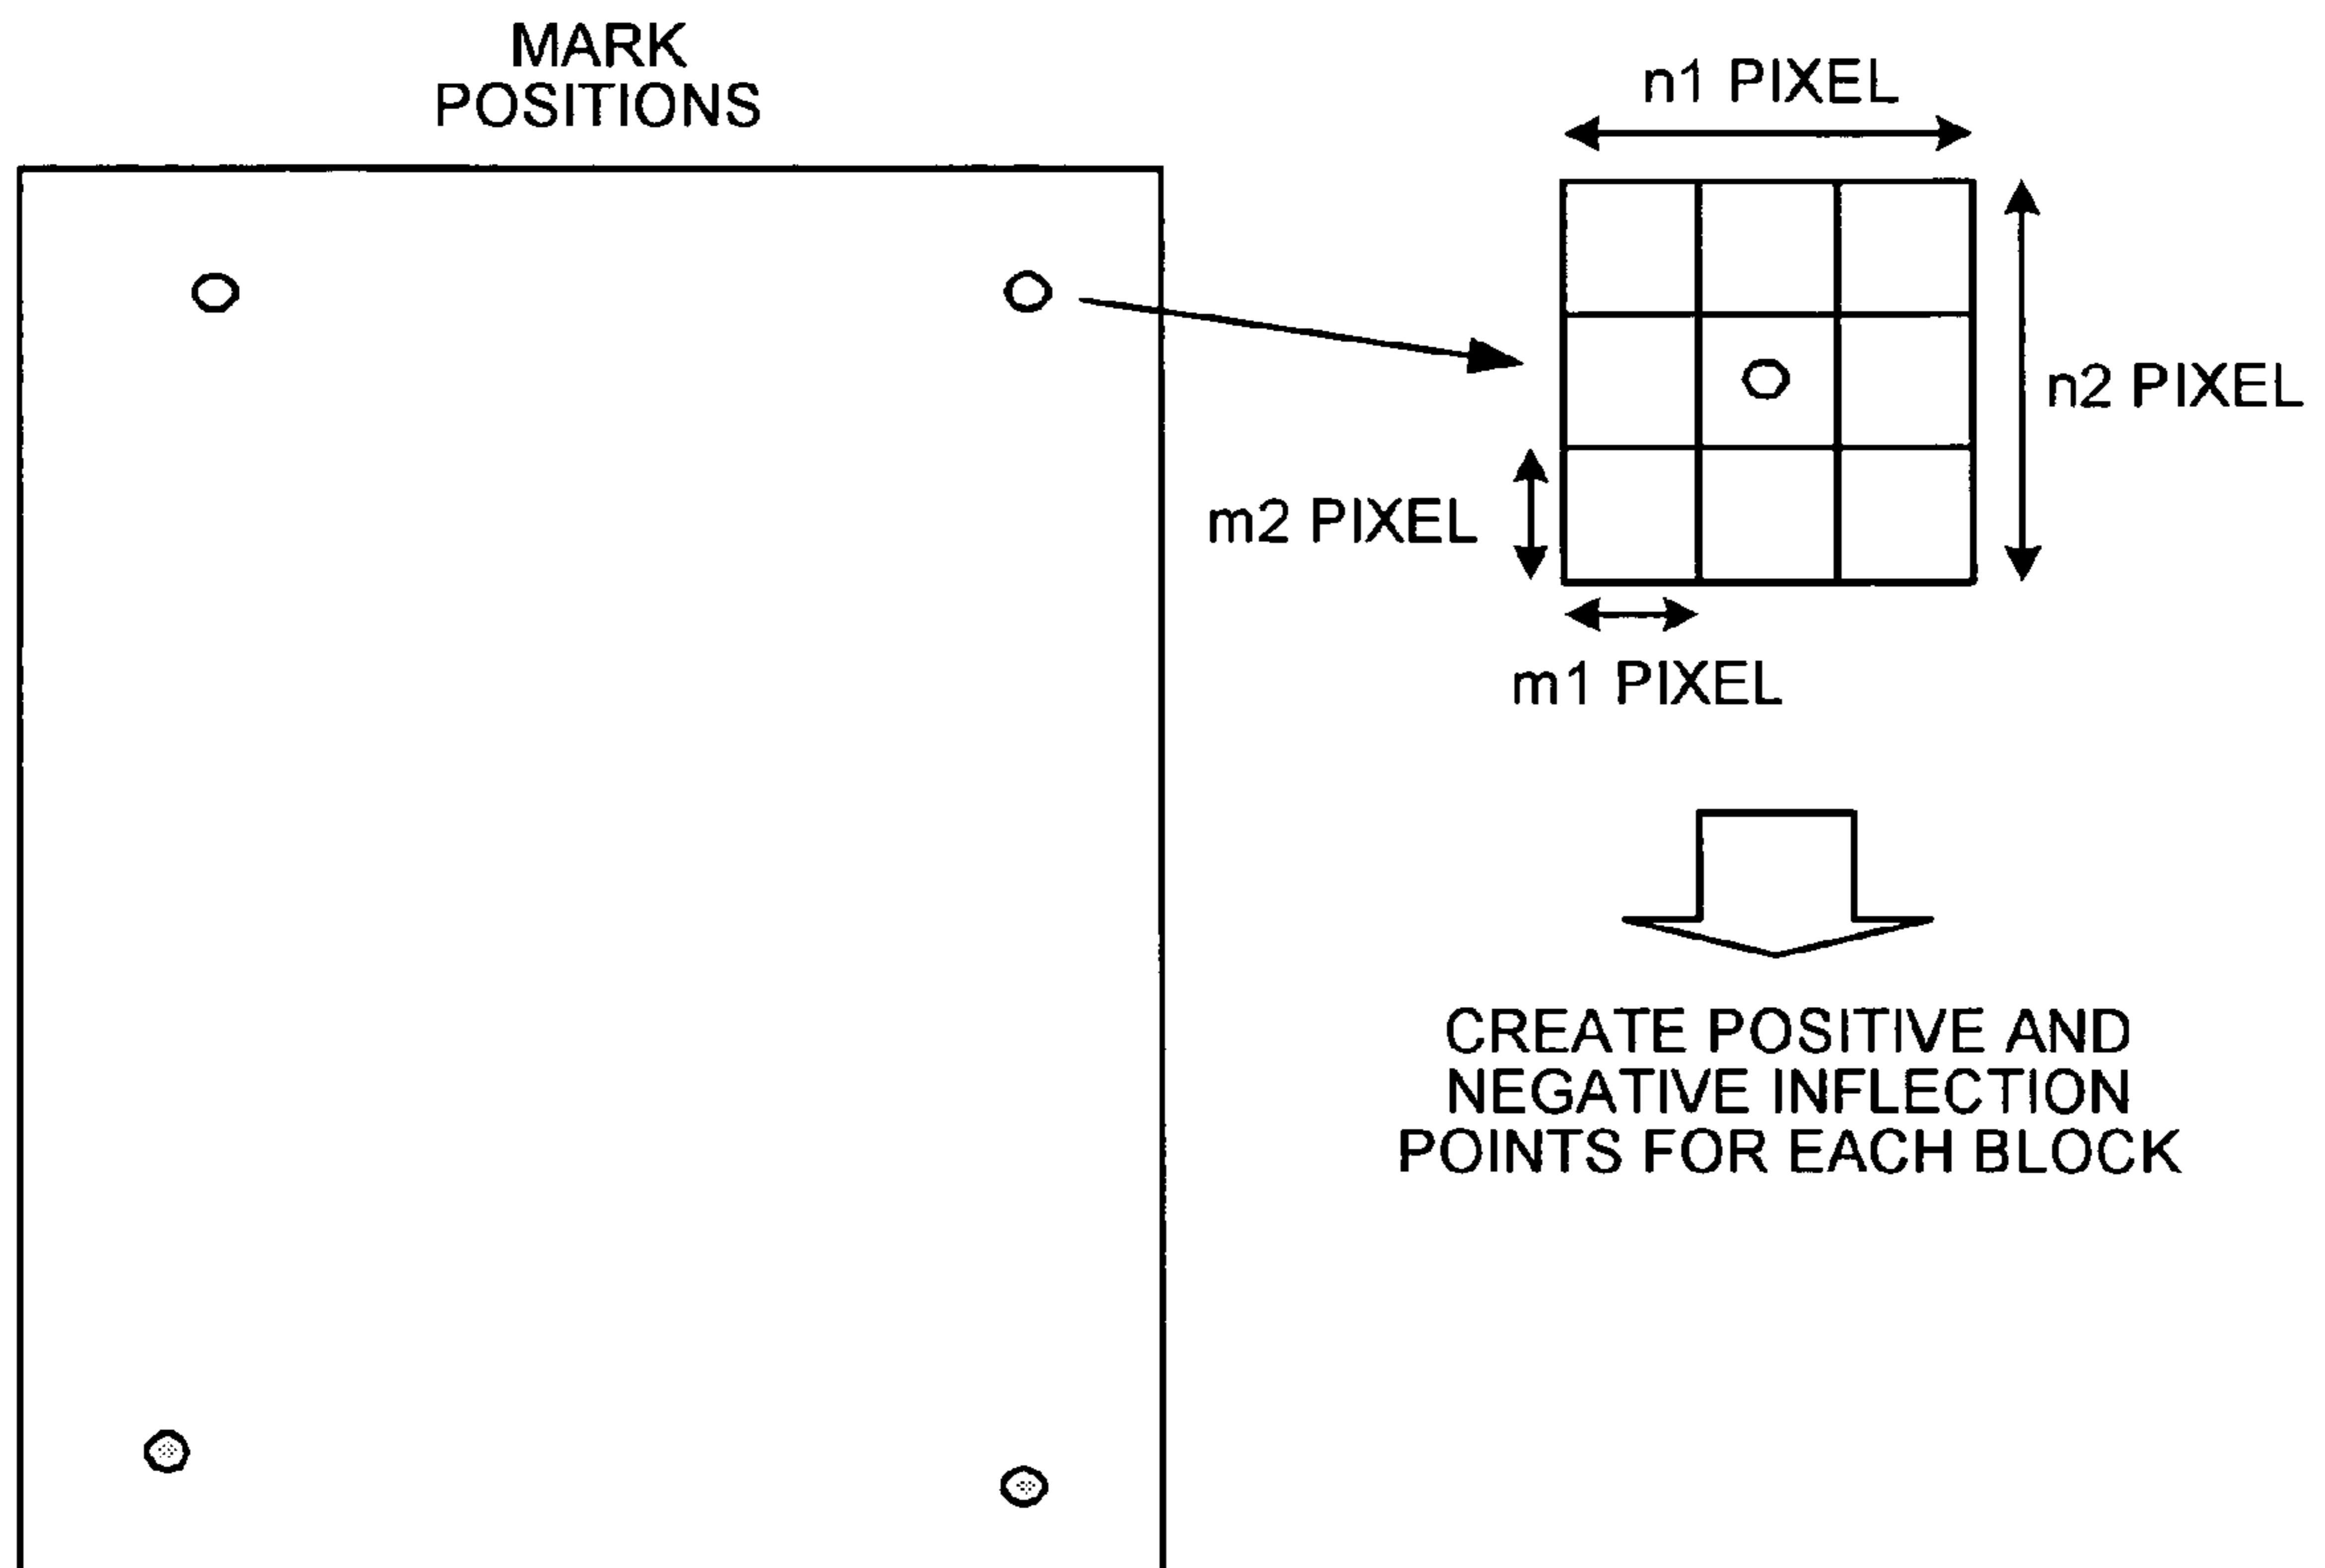 MARK
POSITIONS
n1 PIXEL
n2 PIXEL
m2 PIXEL
m1 PIXEL
CREATE POSITIVE AND
NEGATIVE INFLECTION
POINTS FOR EACH BLOCK